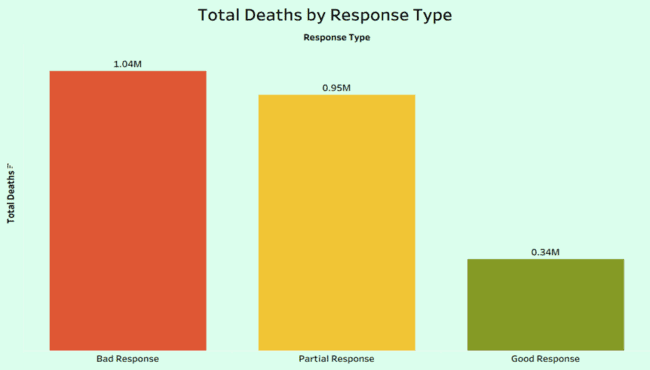 Total Deaths by Response Type
Response Type
1.04M
0.95M
0.34M
Total Deaths
Bad Response
Partial Response
Good Response